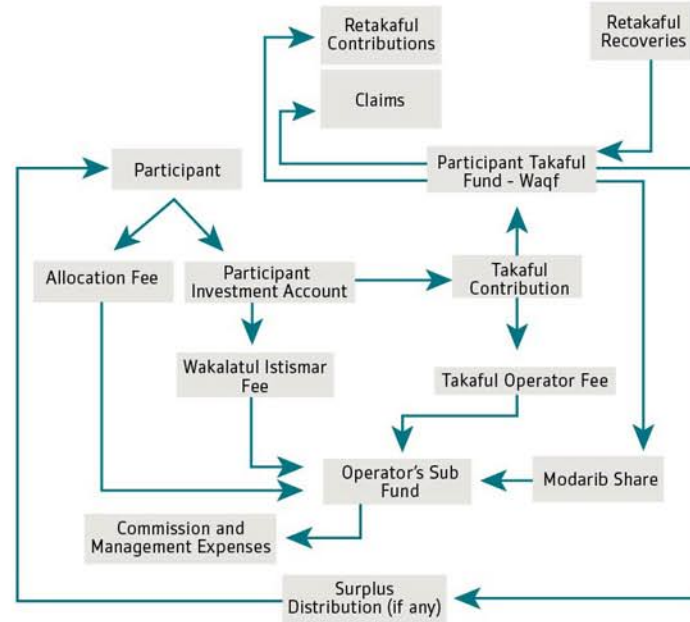 Retakaful
Contributions
Retakaful
Recoveries
Claims
Participant
Participant Takaful
Fund - Waqf
Allocation Fee
Participant
Investment Account
Takaful
Contribution
Wakalatul Istismar
Fee
Takaful Operator Fee
Operator's Sub
Fund
Modarib Share
Commission and
Management Expenses
Surplus
Distribution (if any)